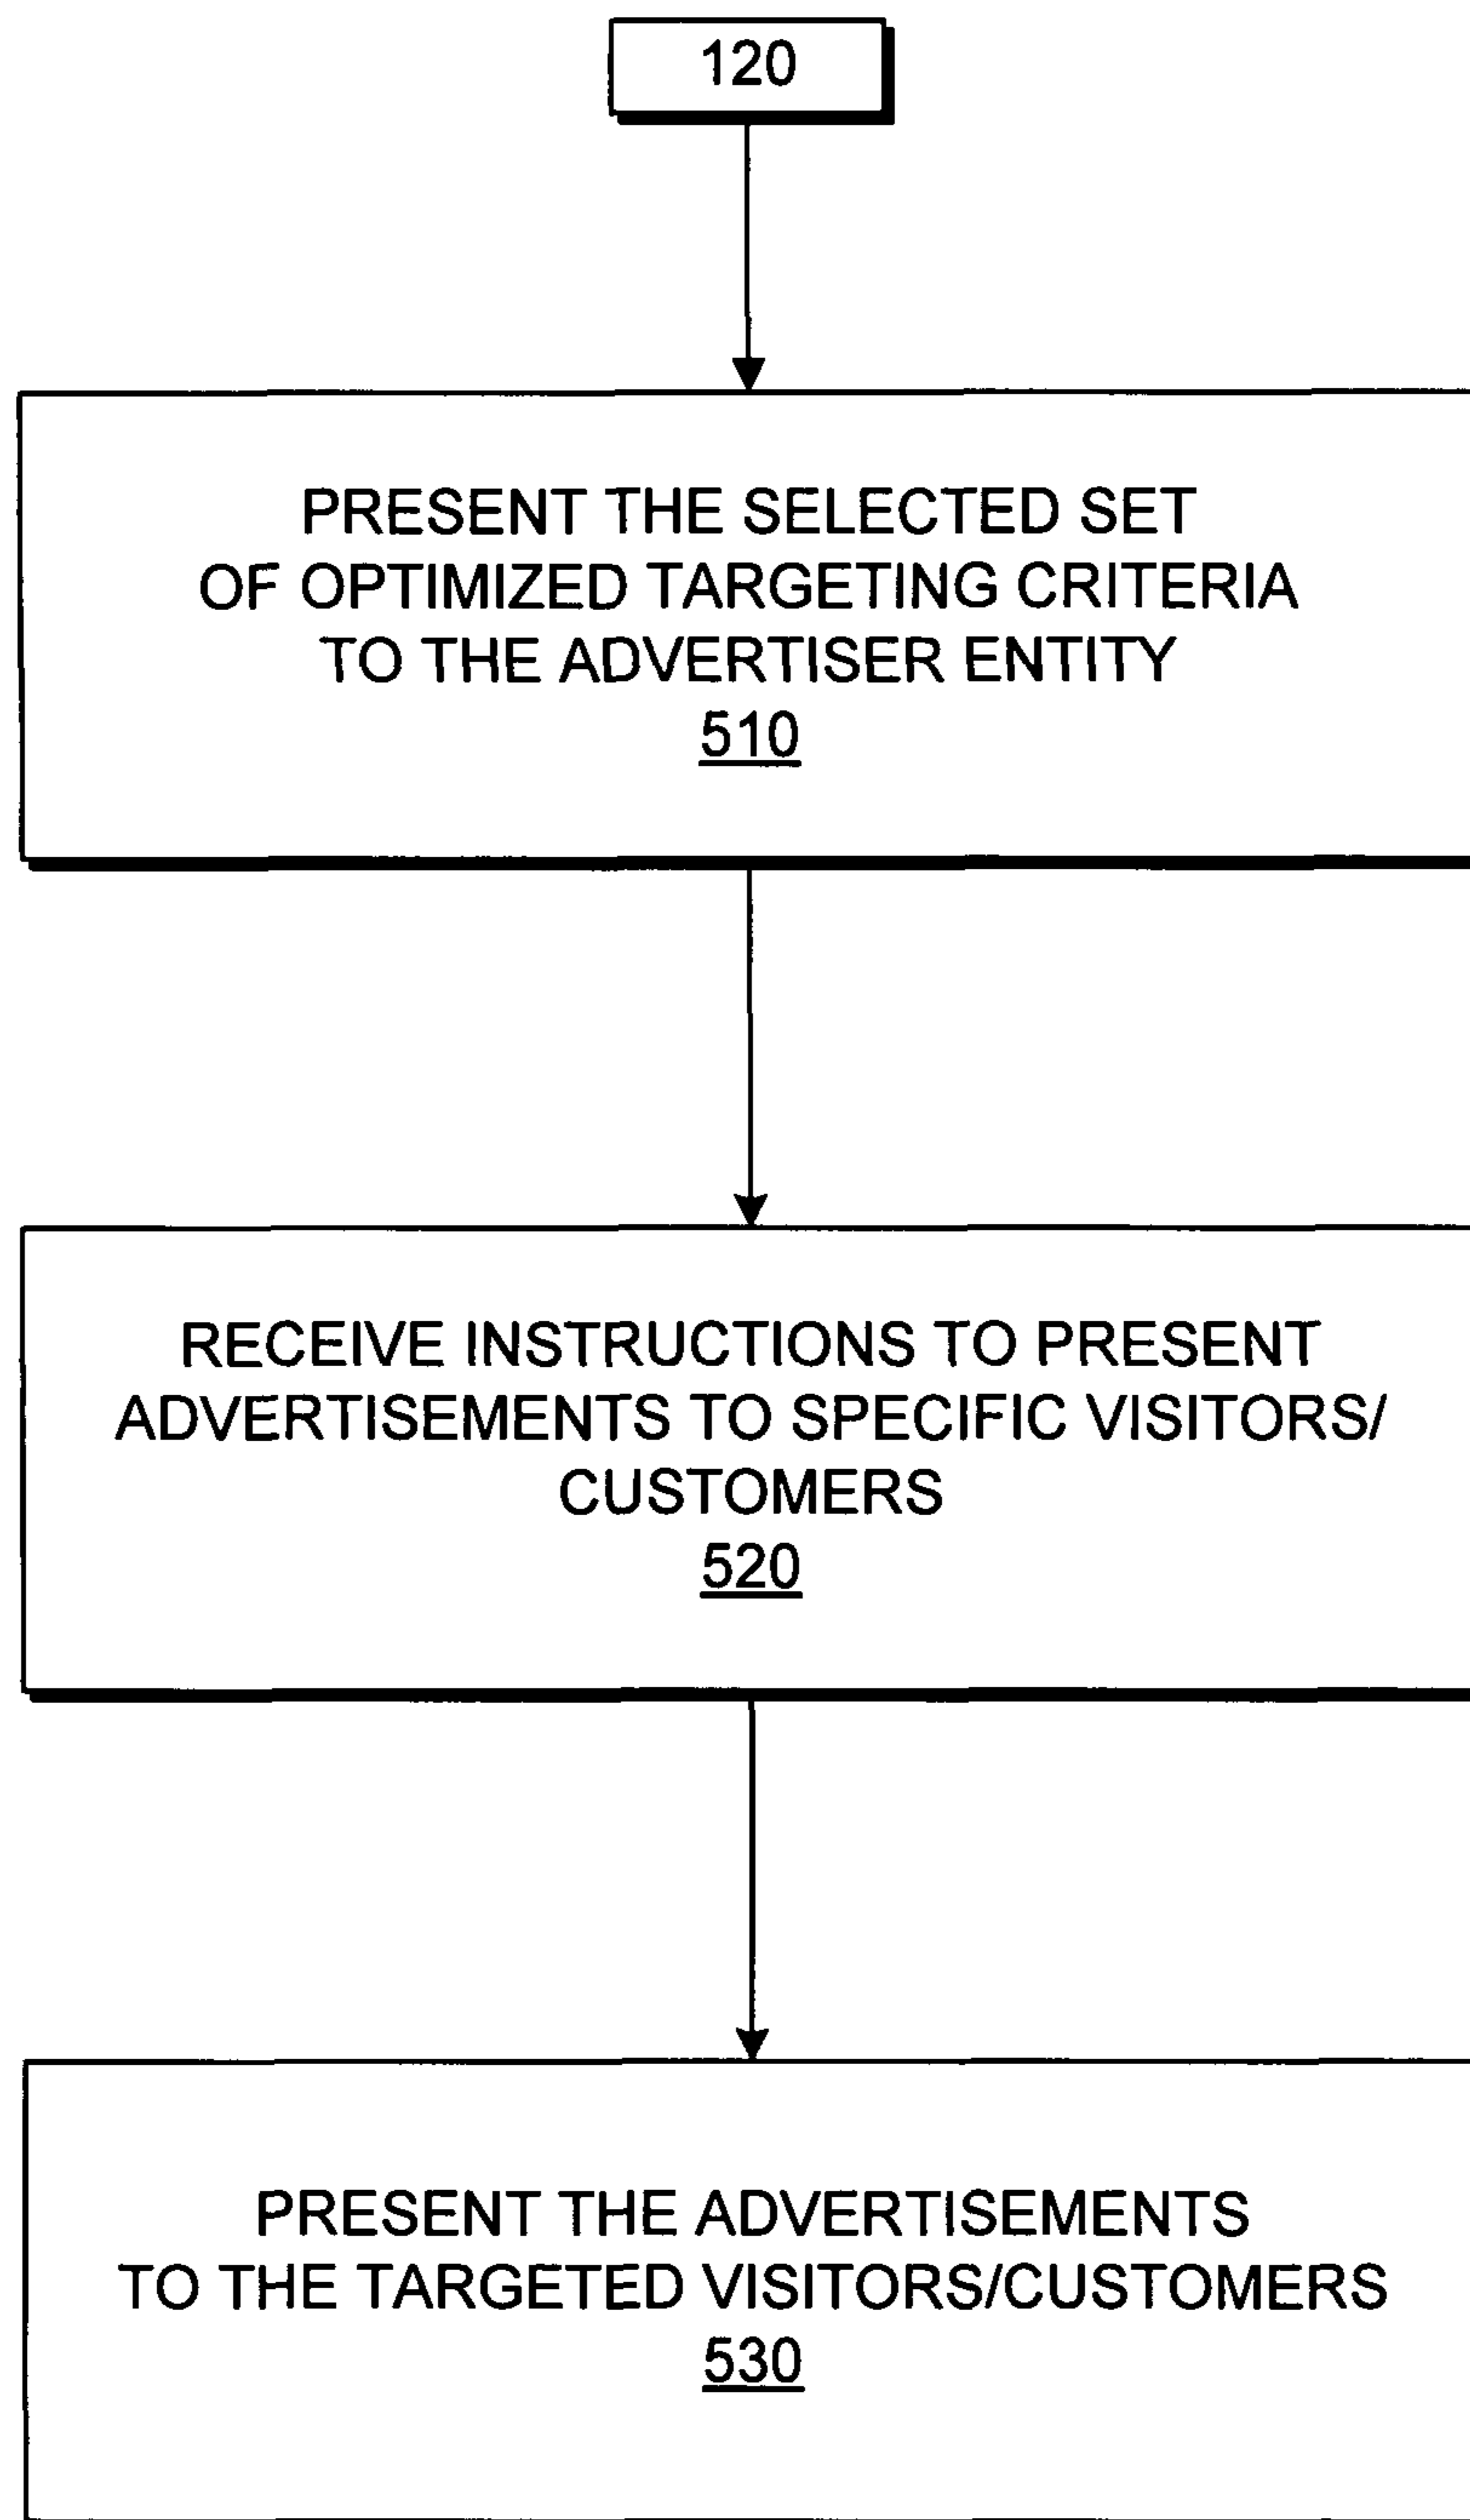 120
PRESENT THE SELECTED SET
OF OPTIMIZED TARGETING CRITERIA
TO THE ADVERTISER ENTITY
510
RECEIVE INSTRUCTIONS TO PRESENT
ADVERTISEMENTS TO SPECIFIC VISITORS/
CUSTOMERS
520
PRESENT THE ADVERTISEMENTS
TO THE TARGETED VISITORS/CUSTOMERS
530